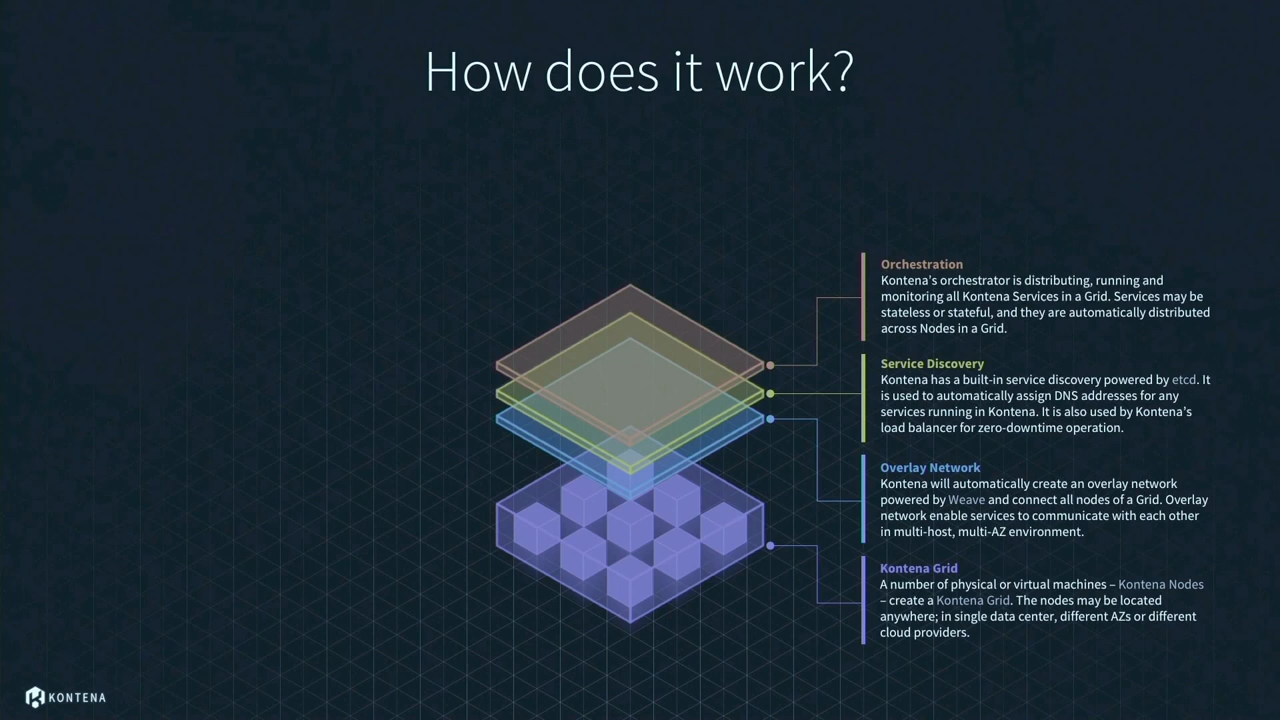 How does it work?
Orchestration
Kontena's orchestrator is distributing, running and
monitoring all Kontena Services in a Grid. Services may be
stateless or stateful, and they are automatically distributed
across Nodes in a Grid.
Service Discovery
Kontena has a built-in service discovery powered by etcd. It
is used to automatically assign DNS addresses for any
services running in Kontena. It is also used by Kontena's
load balancer for zero-downtime operation.
Overlay Network
Kontena will automatically create an overlay network
powered by Weave and connect all nodes of a Grid. Overlay
network enable services to communicate with each other
in multi-host, multi-AZ environment.
Kontena Grid
A number of physical or virtual machines – Kontena Nodes
– create a Kontena Grid. The nodes may be located
anywhere; in single data center, different AZs or different
cloud providers.
KONTENA